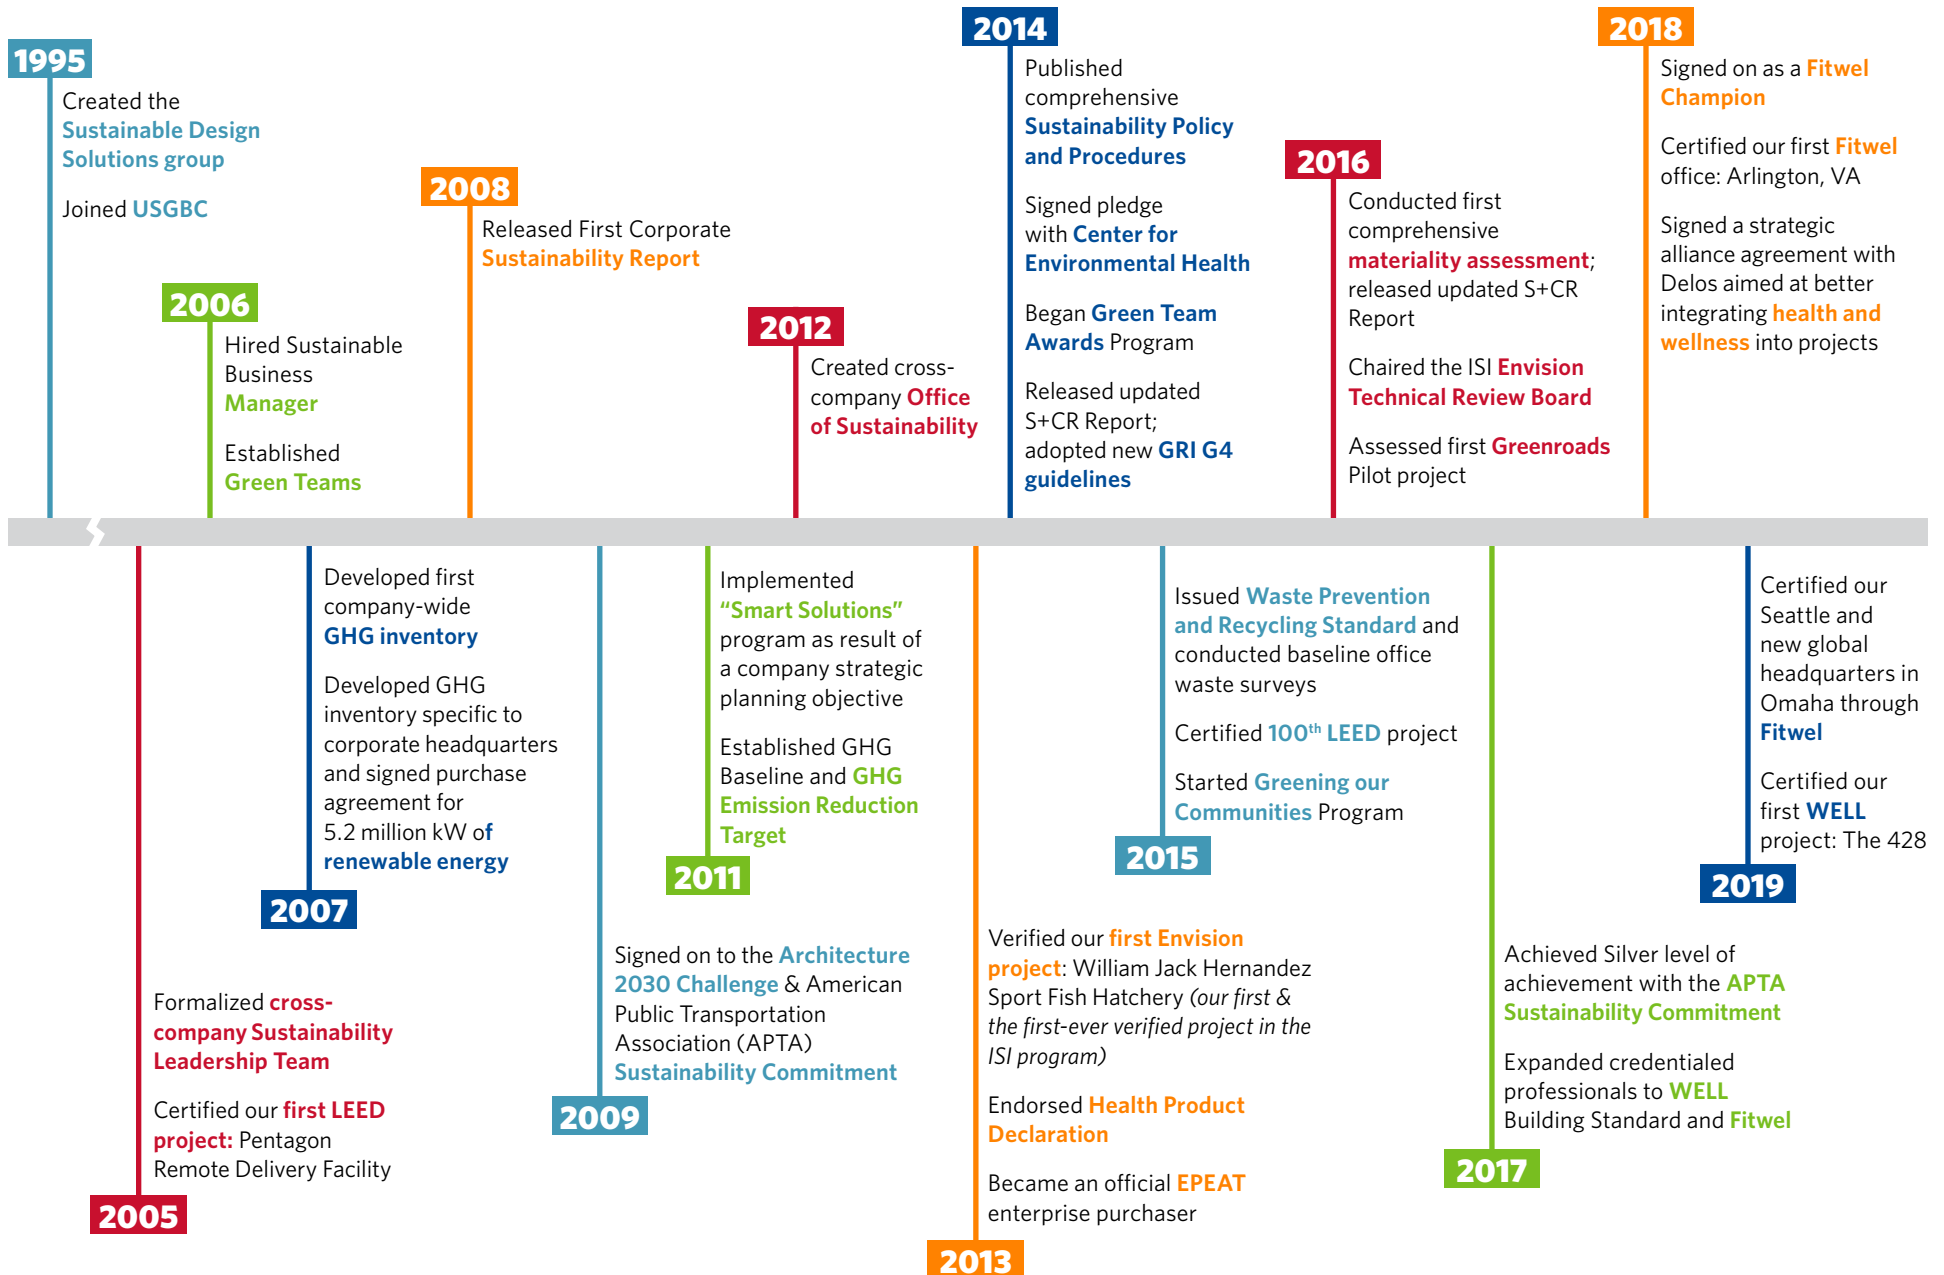 1995
Created the
Sustainable Design
Solutions group
Joined USGBC
2006
Hired Sustainable
Business
Manager
Established
Green Teams
2008
Released First Corporate
Sustainability Report
2012
Created cross-
company Office
of Sustainability
2014
Published
comprehensive
Sustainability Policy
and Procedures
Signed pledge
with Center for
Environmental Health
Began Green Team
Awards Program
Released updated
S+CR Report;
adopted new GRI G4
guidelines
2016
Conducted first
comprehensive
materiality assessment;
released updated S+CR
Report
Chaired the ISI Envision
Technical Review Board
Assessed first Greenroads
Pilot project
2018
Signed on as a Fitwel
Champion
Certified our first Fitwel
office: Arlington, VA
Signed a strategic
alliance agreement with
Delos aimed at better
integrating health and
wellness into projects
Formalized cross-
company Sustainability
Leadership Team
Certified our first LEED
project: Pentagon
Remote Delivery Facility
2005
Developed first
company-wide
GHG inventory
Developed GHG
inventory specific to
corporate headquarters
and signed purchase
agreement for
5.2 million kW of
renewable energy
2007
Signed on to the Architecture
2030 Challenge & American
Public Transportation
Association (APTA)
Sustainability Commitment
2009
Implemented
“Smart Solutions”
program as result of
a company strategic
planning objective
Established GHG
Baseline and GHG
Emission Reduction
Target
2011
Verified our first Envision
project: William Jack Hernandez
Sport Fish Hatchery (our first &
the first-ever verified project in the
ISI program)
Endorsed Health Product
Declaration
Became an official EPEAT
enterprise purchaser
2013
Issued Waste Prevention
and Recycling Standard and
conducted baseline office
waste surveys
Certified 100th LEED project
Started Greening our
Communities Program
2015
Achieved Silver level of
achievement with the APTA
Sustainability Commitment
Expanded credentialed
professionals to WELL
Building Standard and Fitwel
2017
Certified our
Seattle and
new global
headquarters in
Omaha through
Fitwel
Certified our
first WELL
project: The 428
2019